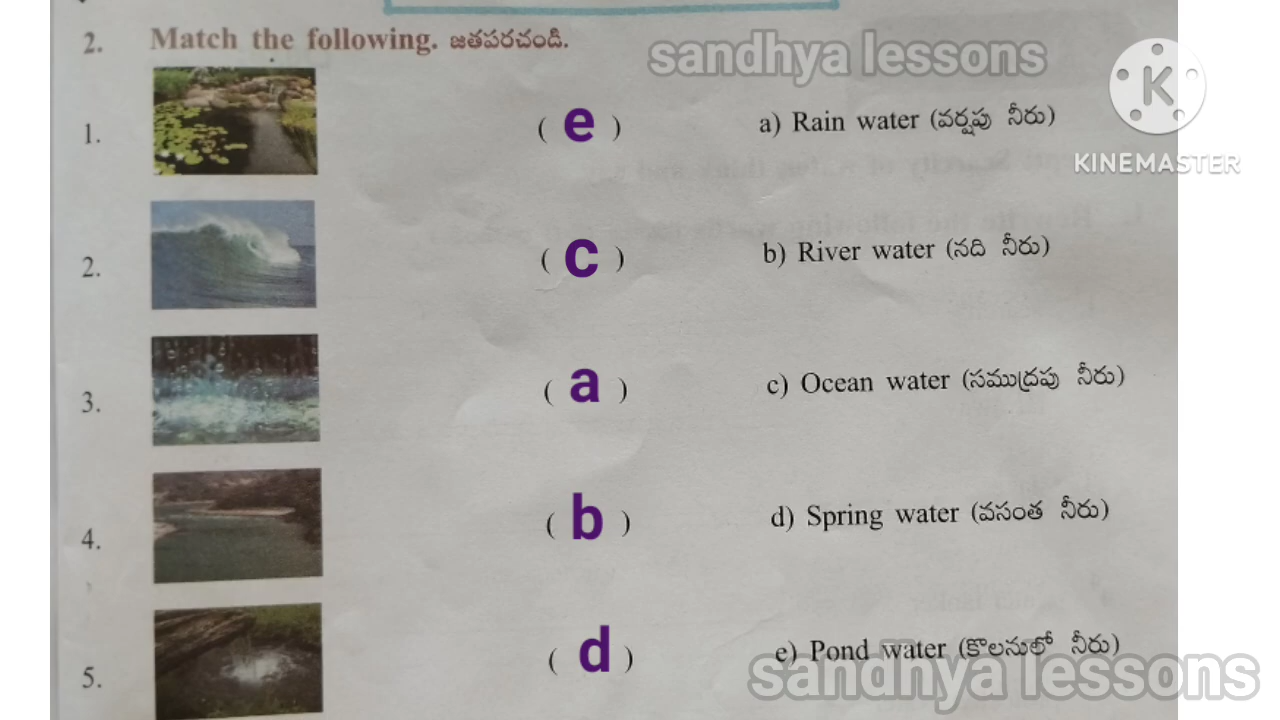 2. Match the following. జతపరచండి.
sandhya lessons
KINEMASTER
1. ( e ) a) Rain water (వర్షపు నీరు)
2. ( c ) b) River water (నది నీరు)
3. ( a ) c) Ocean water (సముద్రపు నీరు)
4. ( b ) d) Spring water (వసంత నీరు)
5. ( d ) e) Pond water (కొలనులో నీరు)
sandhya lessons